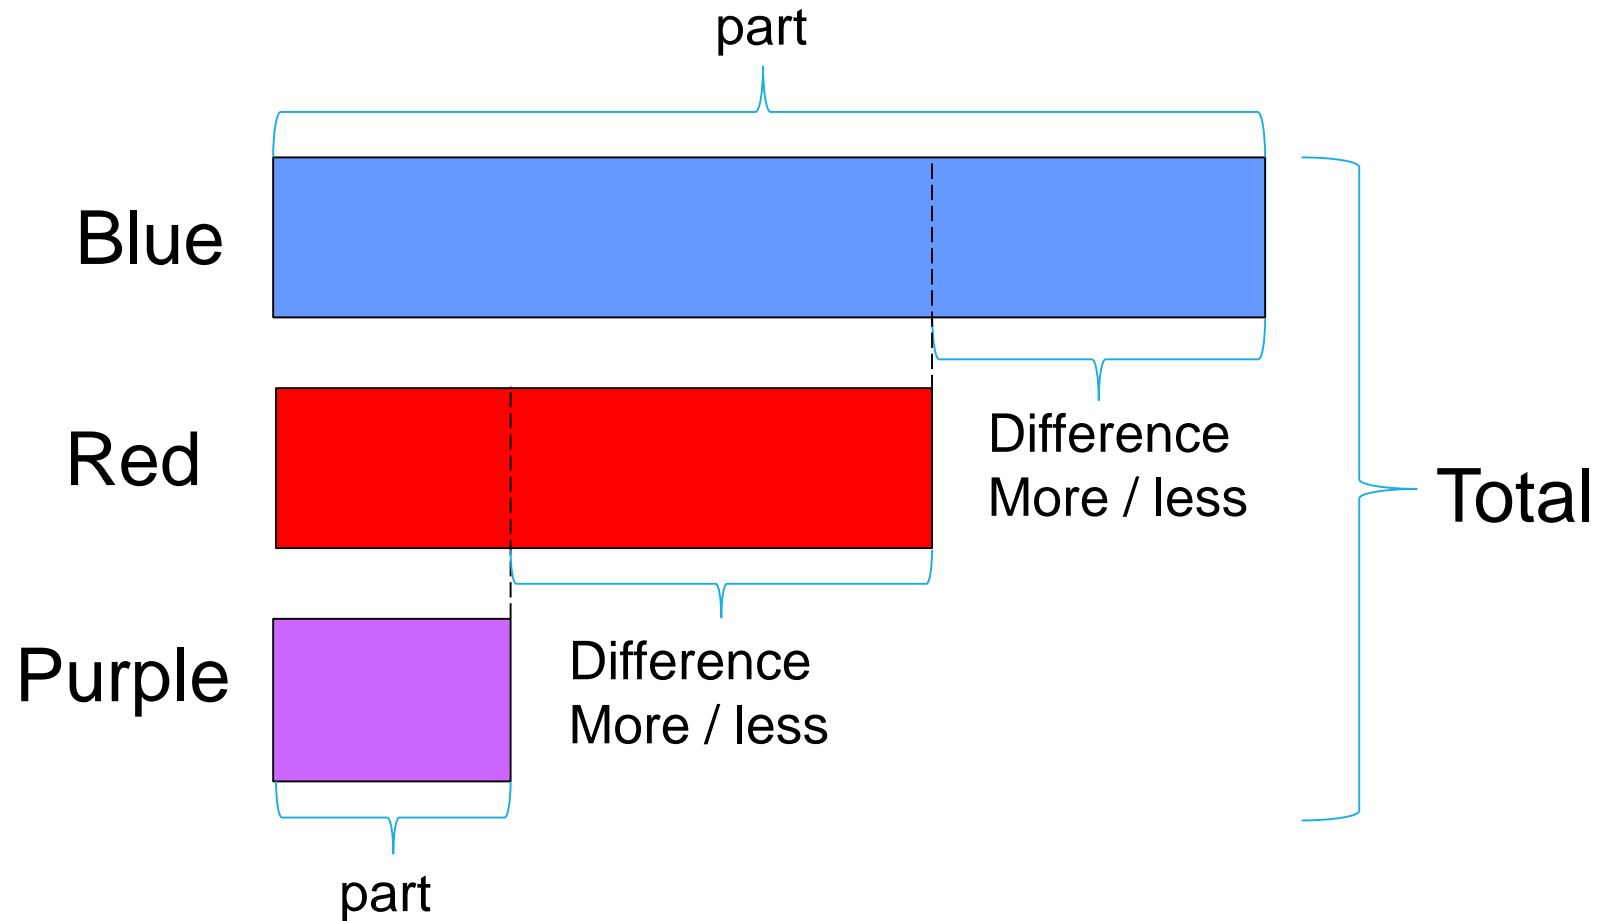 part
Blue
Difference
More / less
Red
Total
Difference
More / less
Purple
part